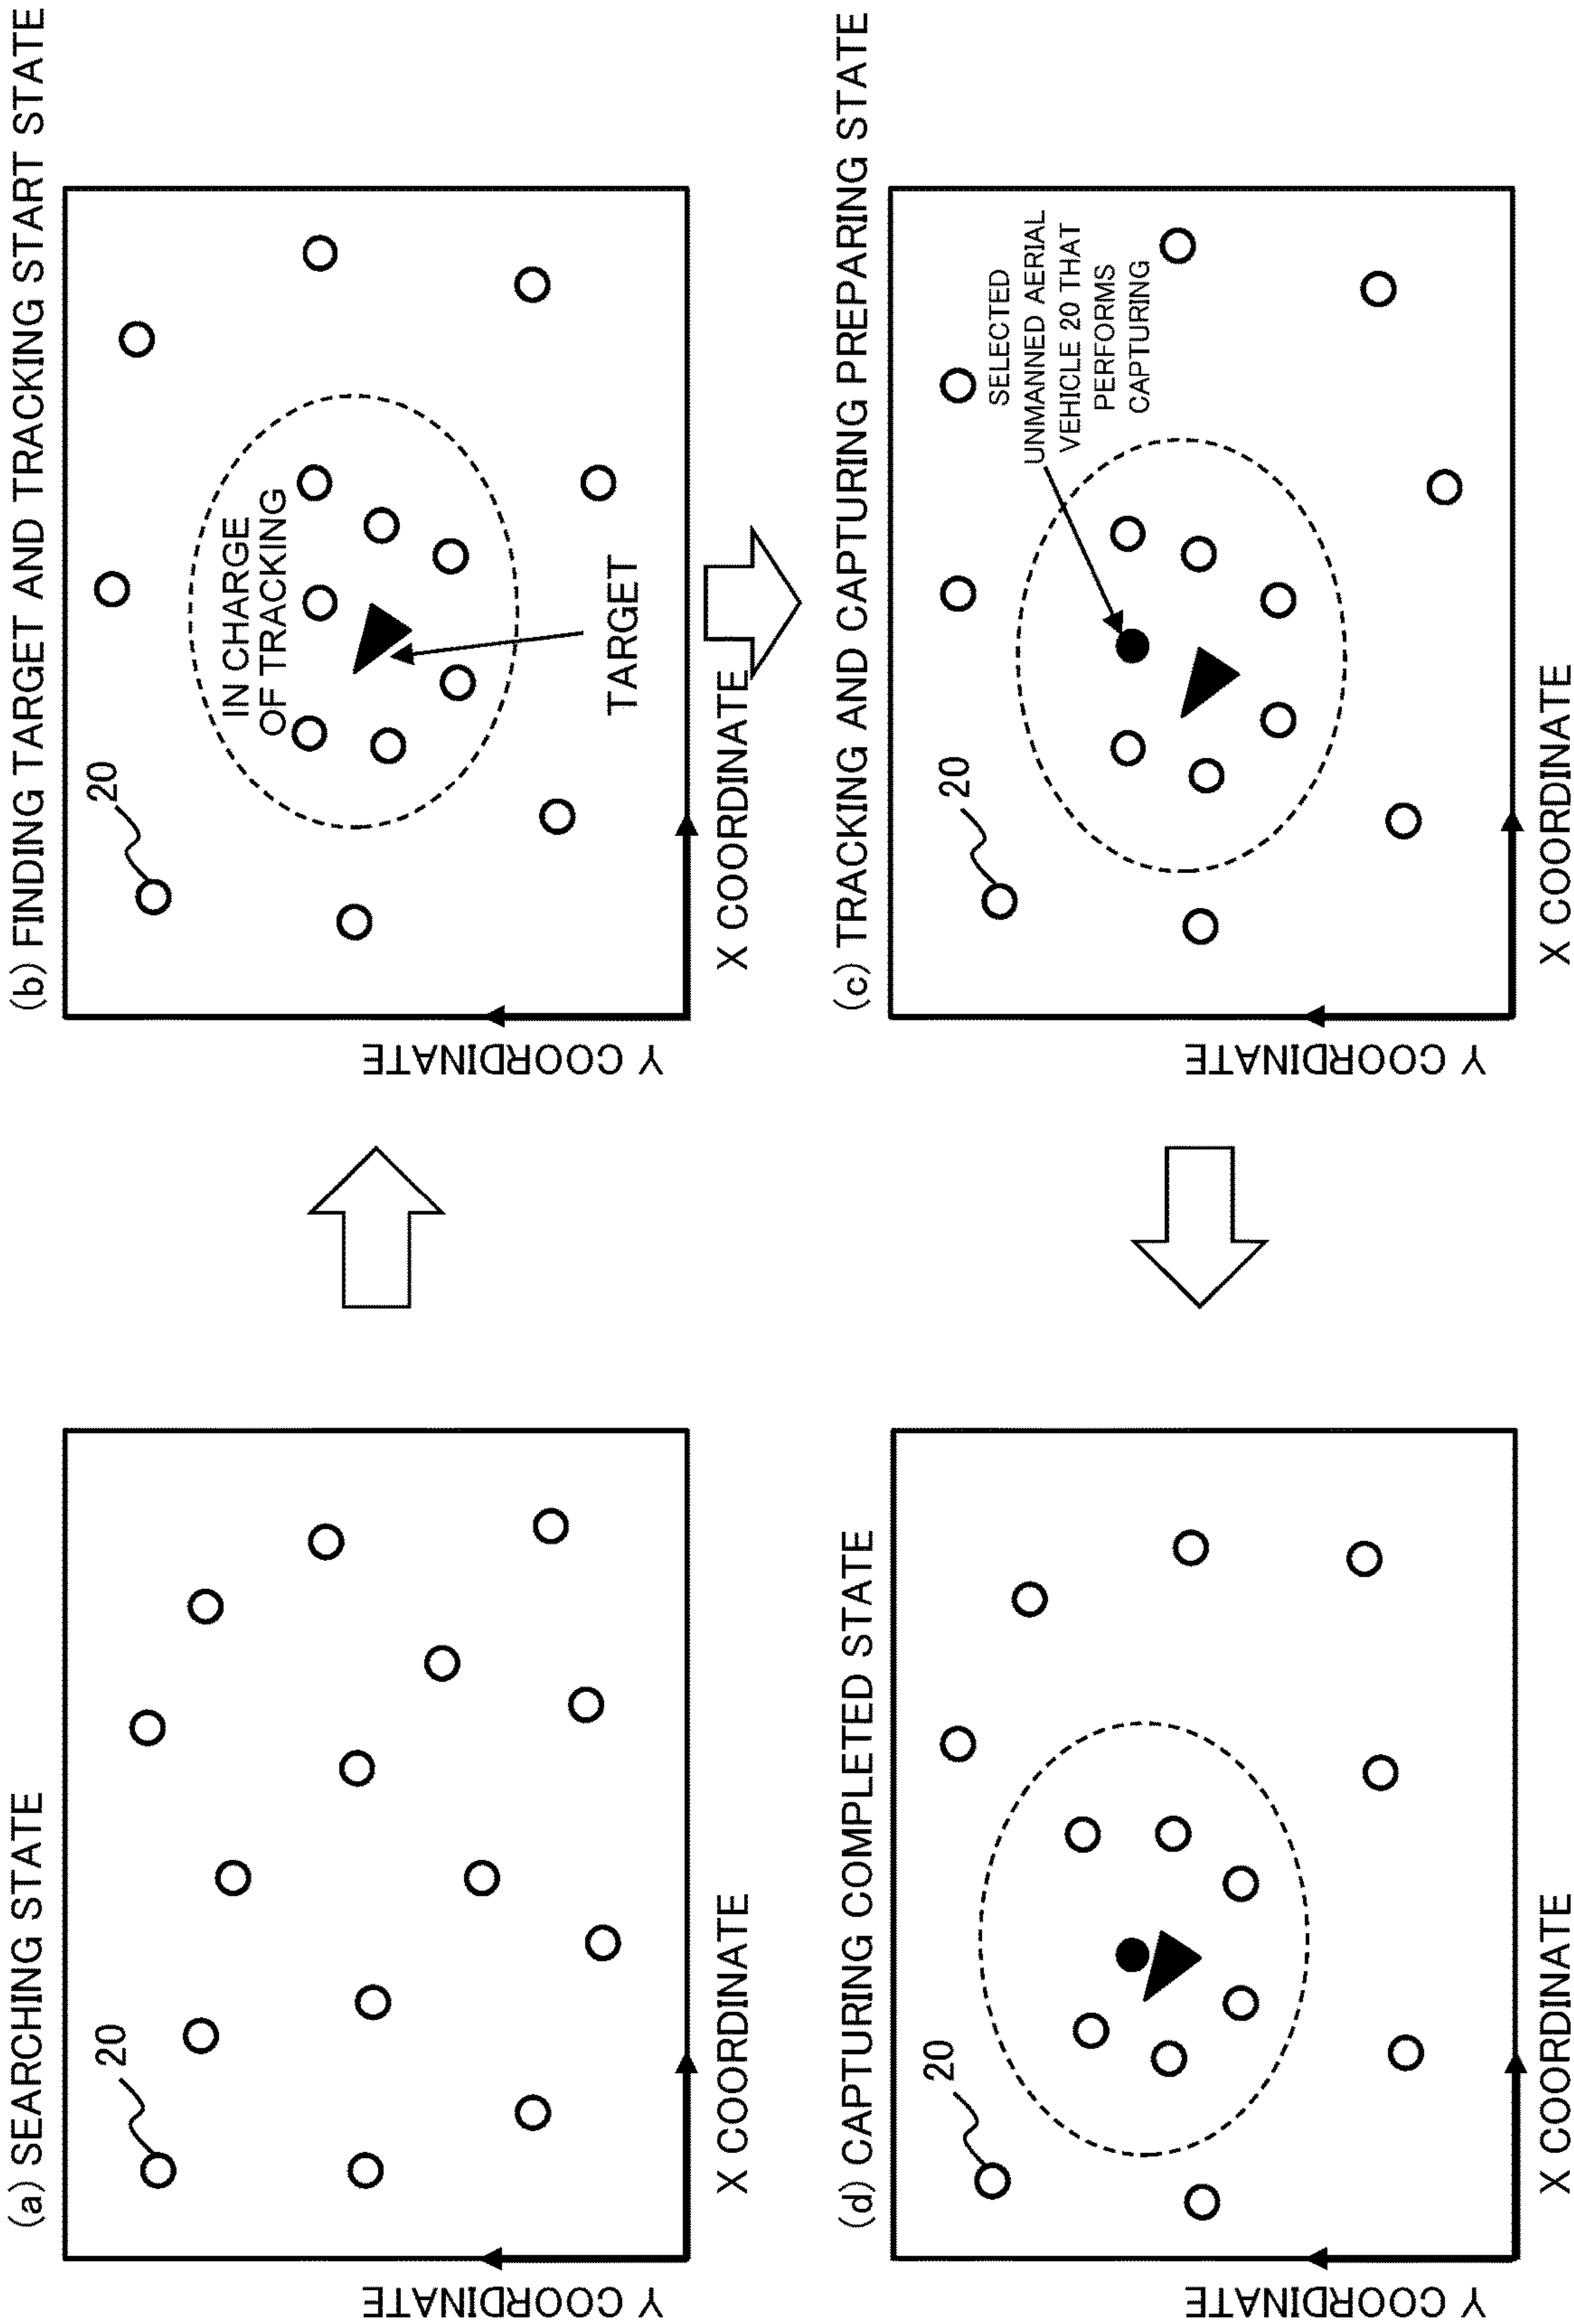 (a) SEARCHING STATE
20
Y COORDINATE
X COORDINATE
(b) FINDING TARGET AND TRACKING START STATE
20
IN CHARGE
OF TRACKING
TARGET
Y COORDINATE
X COORDINATE
(d) CAPTURING COMPLETED STATE
20
Y COORDINATE
X COORDINATE
(c) TRACKING AND CAPTURING PREPARING STATE
20
SELECTED
UNMANNED AERIAL
VEHICLE 20 THAT
PERFORMS
CAPTURING
Y COORDINATE
X COORDINATE